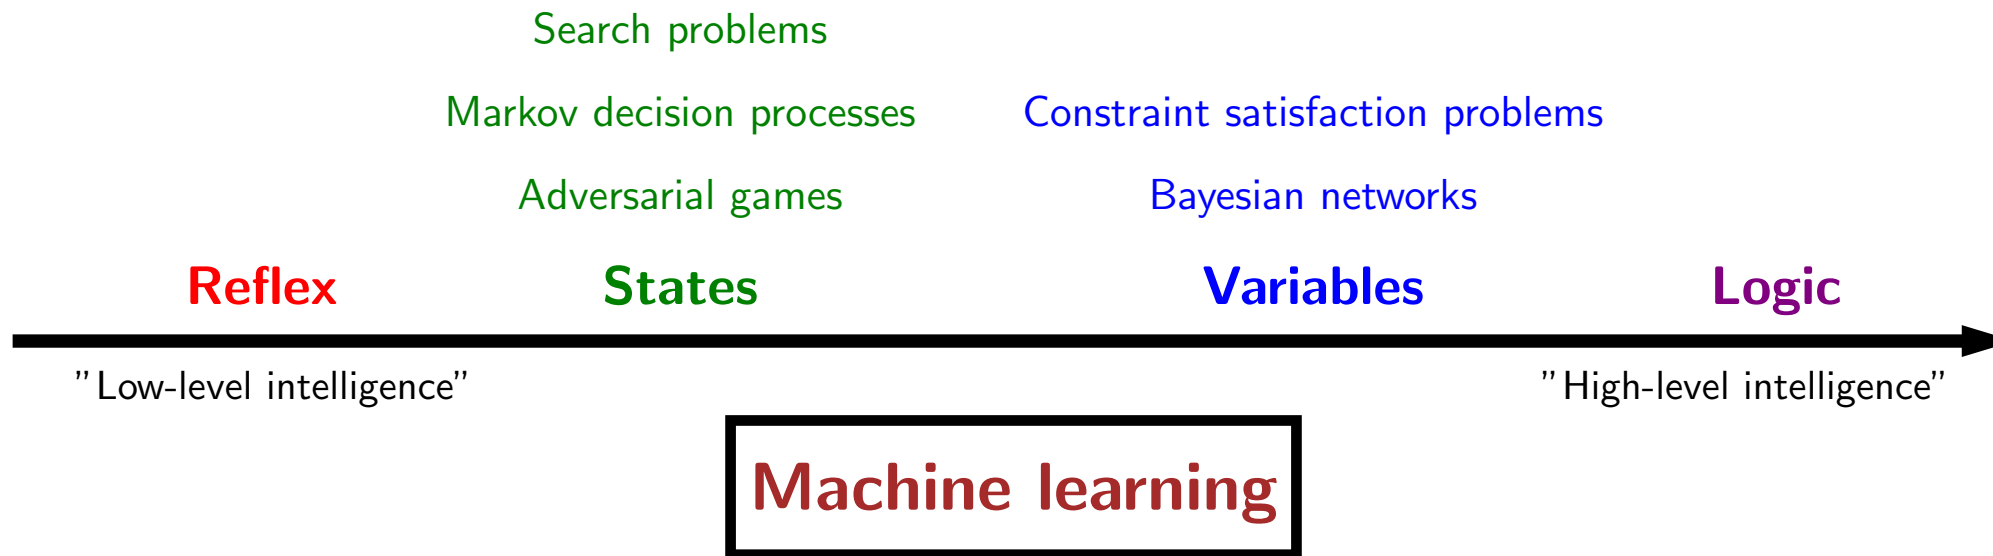 Search problems
Markov decision processes
Constraint satisfaction problems
Adversarial games
Bayesian networks
Reflex
States
Variables
Logic
"Low-level intelligence"
"High-level intelligence"
Machine learning